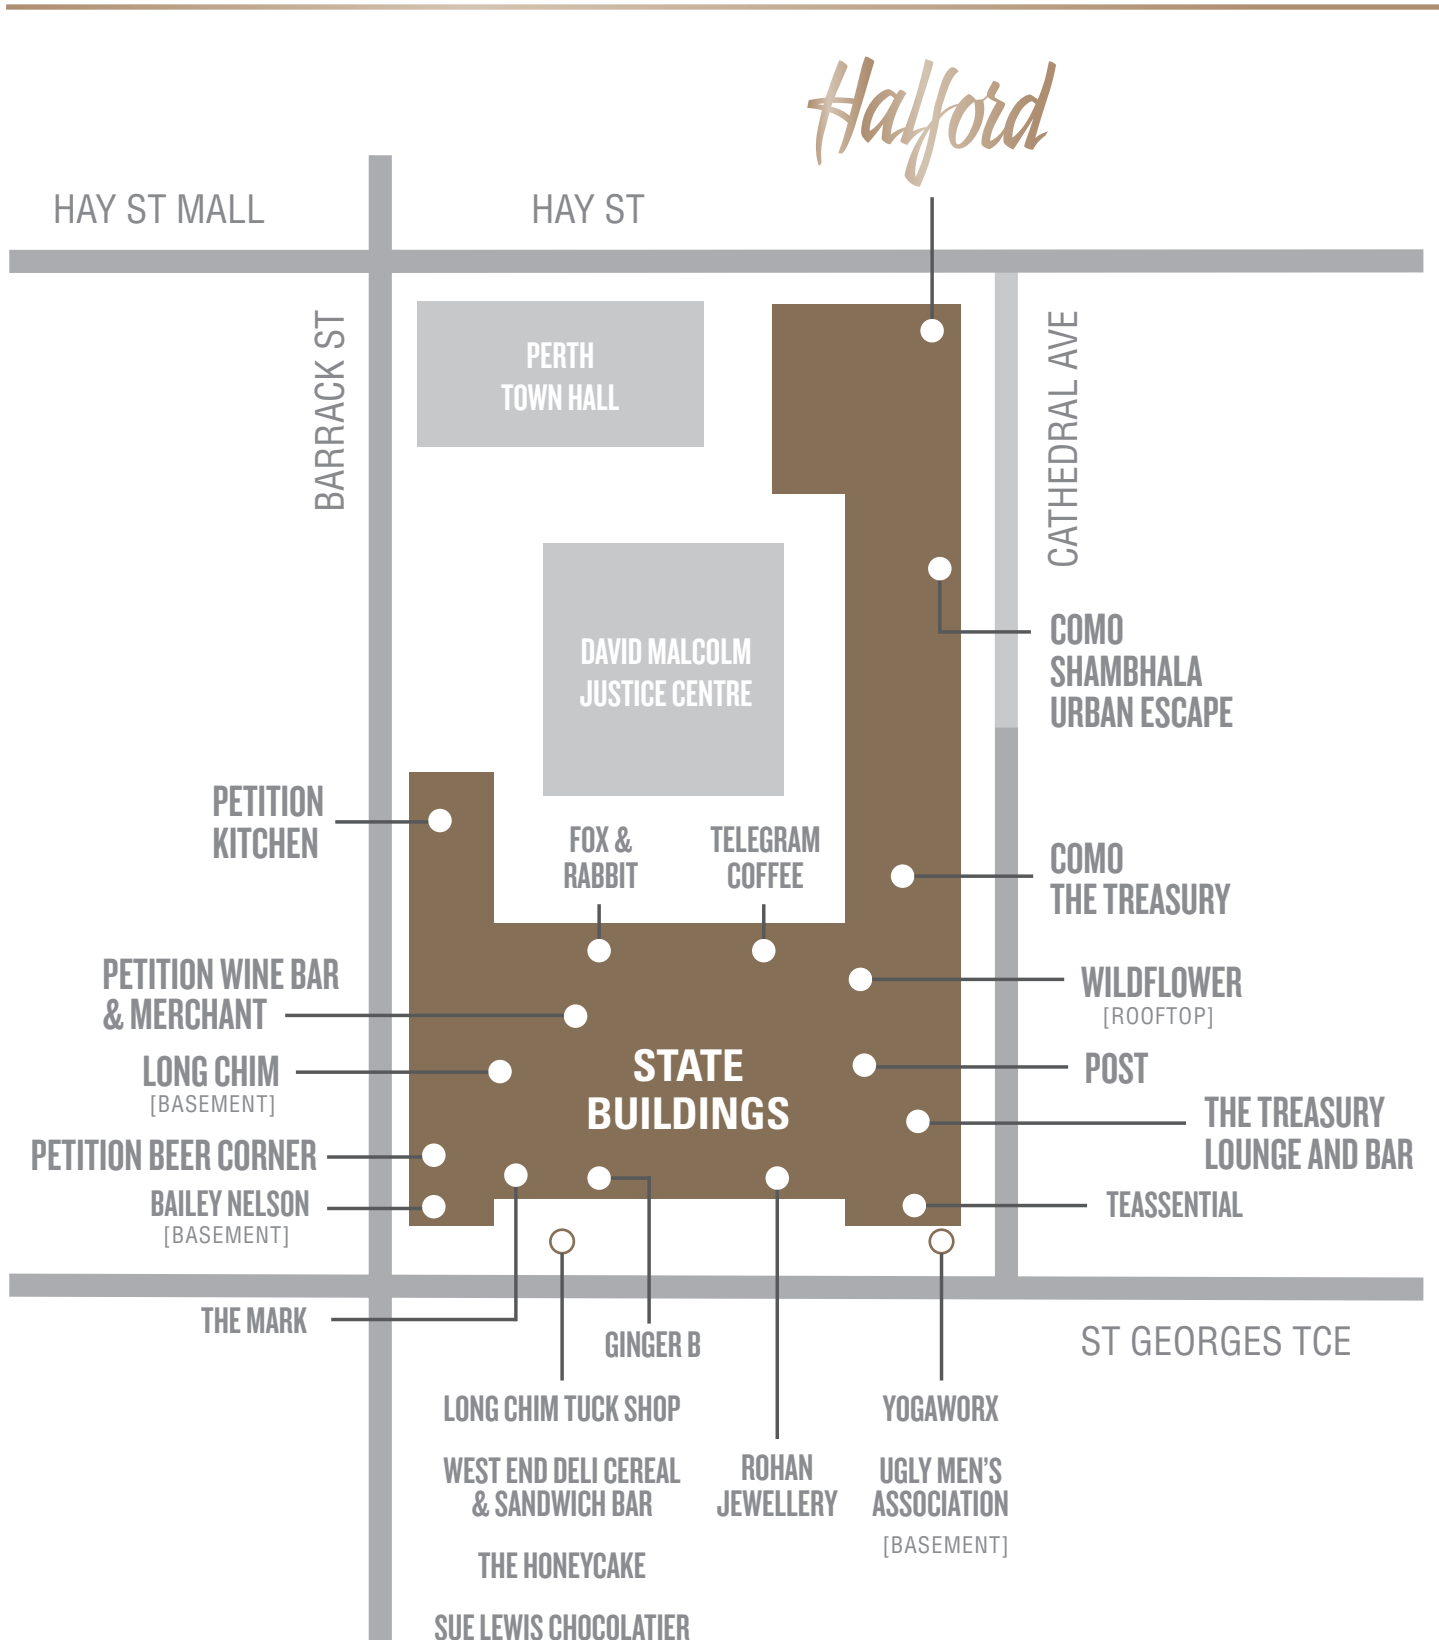 Halford
HAY ST MALL
HAY ST
BARRACK ST
CATHEDRAL AVE
PERTH
TOWN HALL
DAVID MALCOLM
JUSTICE CENTRE
COMO
SHAMBHALA
URBAN ESCAPE
PETITION
KITCHEN
FOX &
RABBIT
TELEGRAM
COFFEE
COMO
THE TREASURY
PETITION WINE BAR
& MERCHANT
WILDFLOWER
[ROOFTOP]
LONG CHIM
[BASEMENT]
STATE
BUILDINGS
POST
THE TREASURY
LOUNGE AND BAR
PETITION BEER CORNER
BAILEY NELSON
[BASEMENT]
TEASSENTIAL
THE MARK
GINGER B
ST GEORGES TCE
LONG CHIM TUCK SHOP
WEST END DELI CEREAL
& SANDWICH BAR
THE HONEYCAKE
SUE LEWIS CHOCOLATIER
ROHAN
JEWELLERY
YOGAWORX
UGLY MEN'S
ASSOCIATION
[BASEMENT]